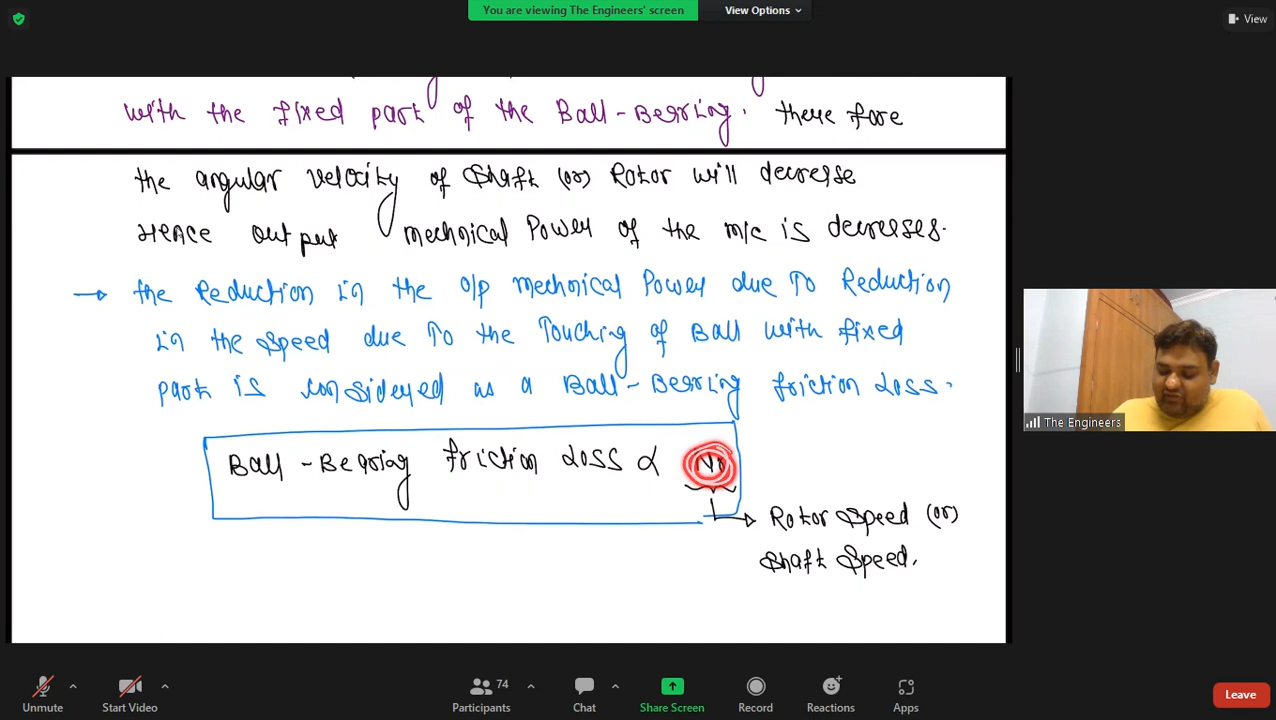 You are viewing The Engineers' screen
View Options
View
with the fixed part of the Ball-Bearing. there fore
the angular velocity of Shaft (or) Rotor will decrese
Hence output mechnical Power of the m/c is decreses.
→ the Reduction in the o/p mechnical Power due To Reduction
in the speed due To the Touching of Ball with fixed
part is considered as a Ball-Bearing friction Loss.
Ball-Bearing friction Loss ∝ Nr
Rotor Speed (or)
Shaft Speed.
The Engineers
74
Unmute
Start Video
Participants
Chat
Share Screen
Record
Reactions
Apps
Leave